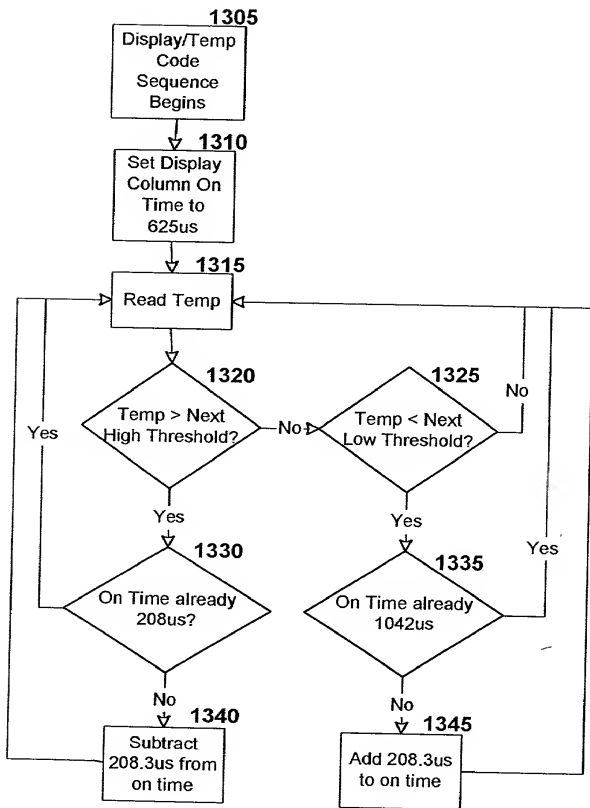 1305
Display/Temp
Code
Sequence
Begins
1310
Set Display
Column On
Time to
625us
1315
Read Temp
1320
Temp > Next
High Threshold?
Yes
No
1325
Temp < Next
Low Threshold?
No
Yes
1330
On Time already
208us?
Yes
1335
On Time already
1042us
Yes
No
1340
Subtract
208.3us from
on time
No
1345
Add 208.3us
to on time